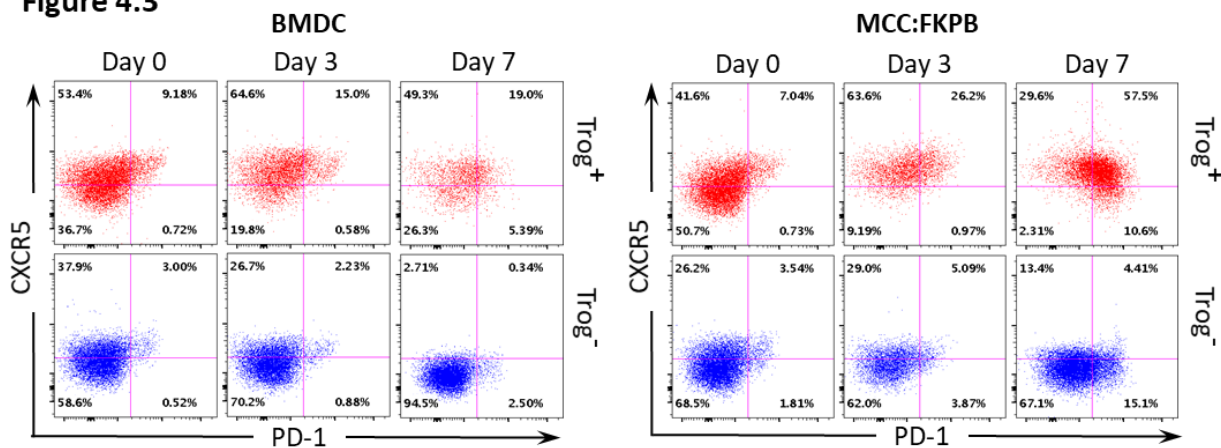 Figure 4.3
BMDC
MCC:FKPB
Day 0
Day 3
Day 7
Day 0
Day 3
Day 7
53.4% 9.18%
64.6% 15.0%
49.3% 19.0%
41.6% 7.04%
63.6% 26.2%
29.6% 57.5%
Trog+
Trog+
36.7% 0.72%
19.8% 0.58%
26.3% 5.39%
50.7% 0.73%
9.19% 0.97%
2.31% 10.6%
CXCR5
CXCR5
37.9% 3.00%
26.7% 2.23%
2.71% 0.34%
26.2% 3.54%
29.0% 5.09%
13.4% 4.41%
Trog-
Trog-
58.6% 0.52%
70.2% 0.88%
94.5% 2.50%
68.5% 1.81%
62.0% 3.87%
67.1% 15.1%
PD-1
PD-1